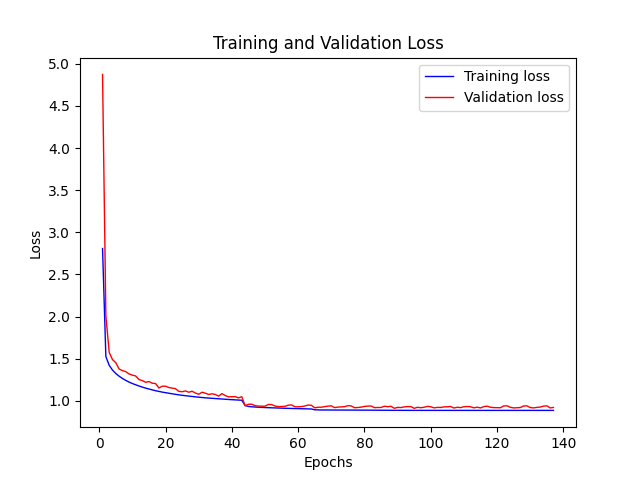 Training and Validation Loss
Training loss
Validation loss
5.0
4.5
4.0
3.5
3.0
2.5
2.0
1.5
1.0
Loss
0 20 40 60 80 100 120 140
Epochs